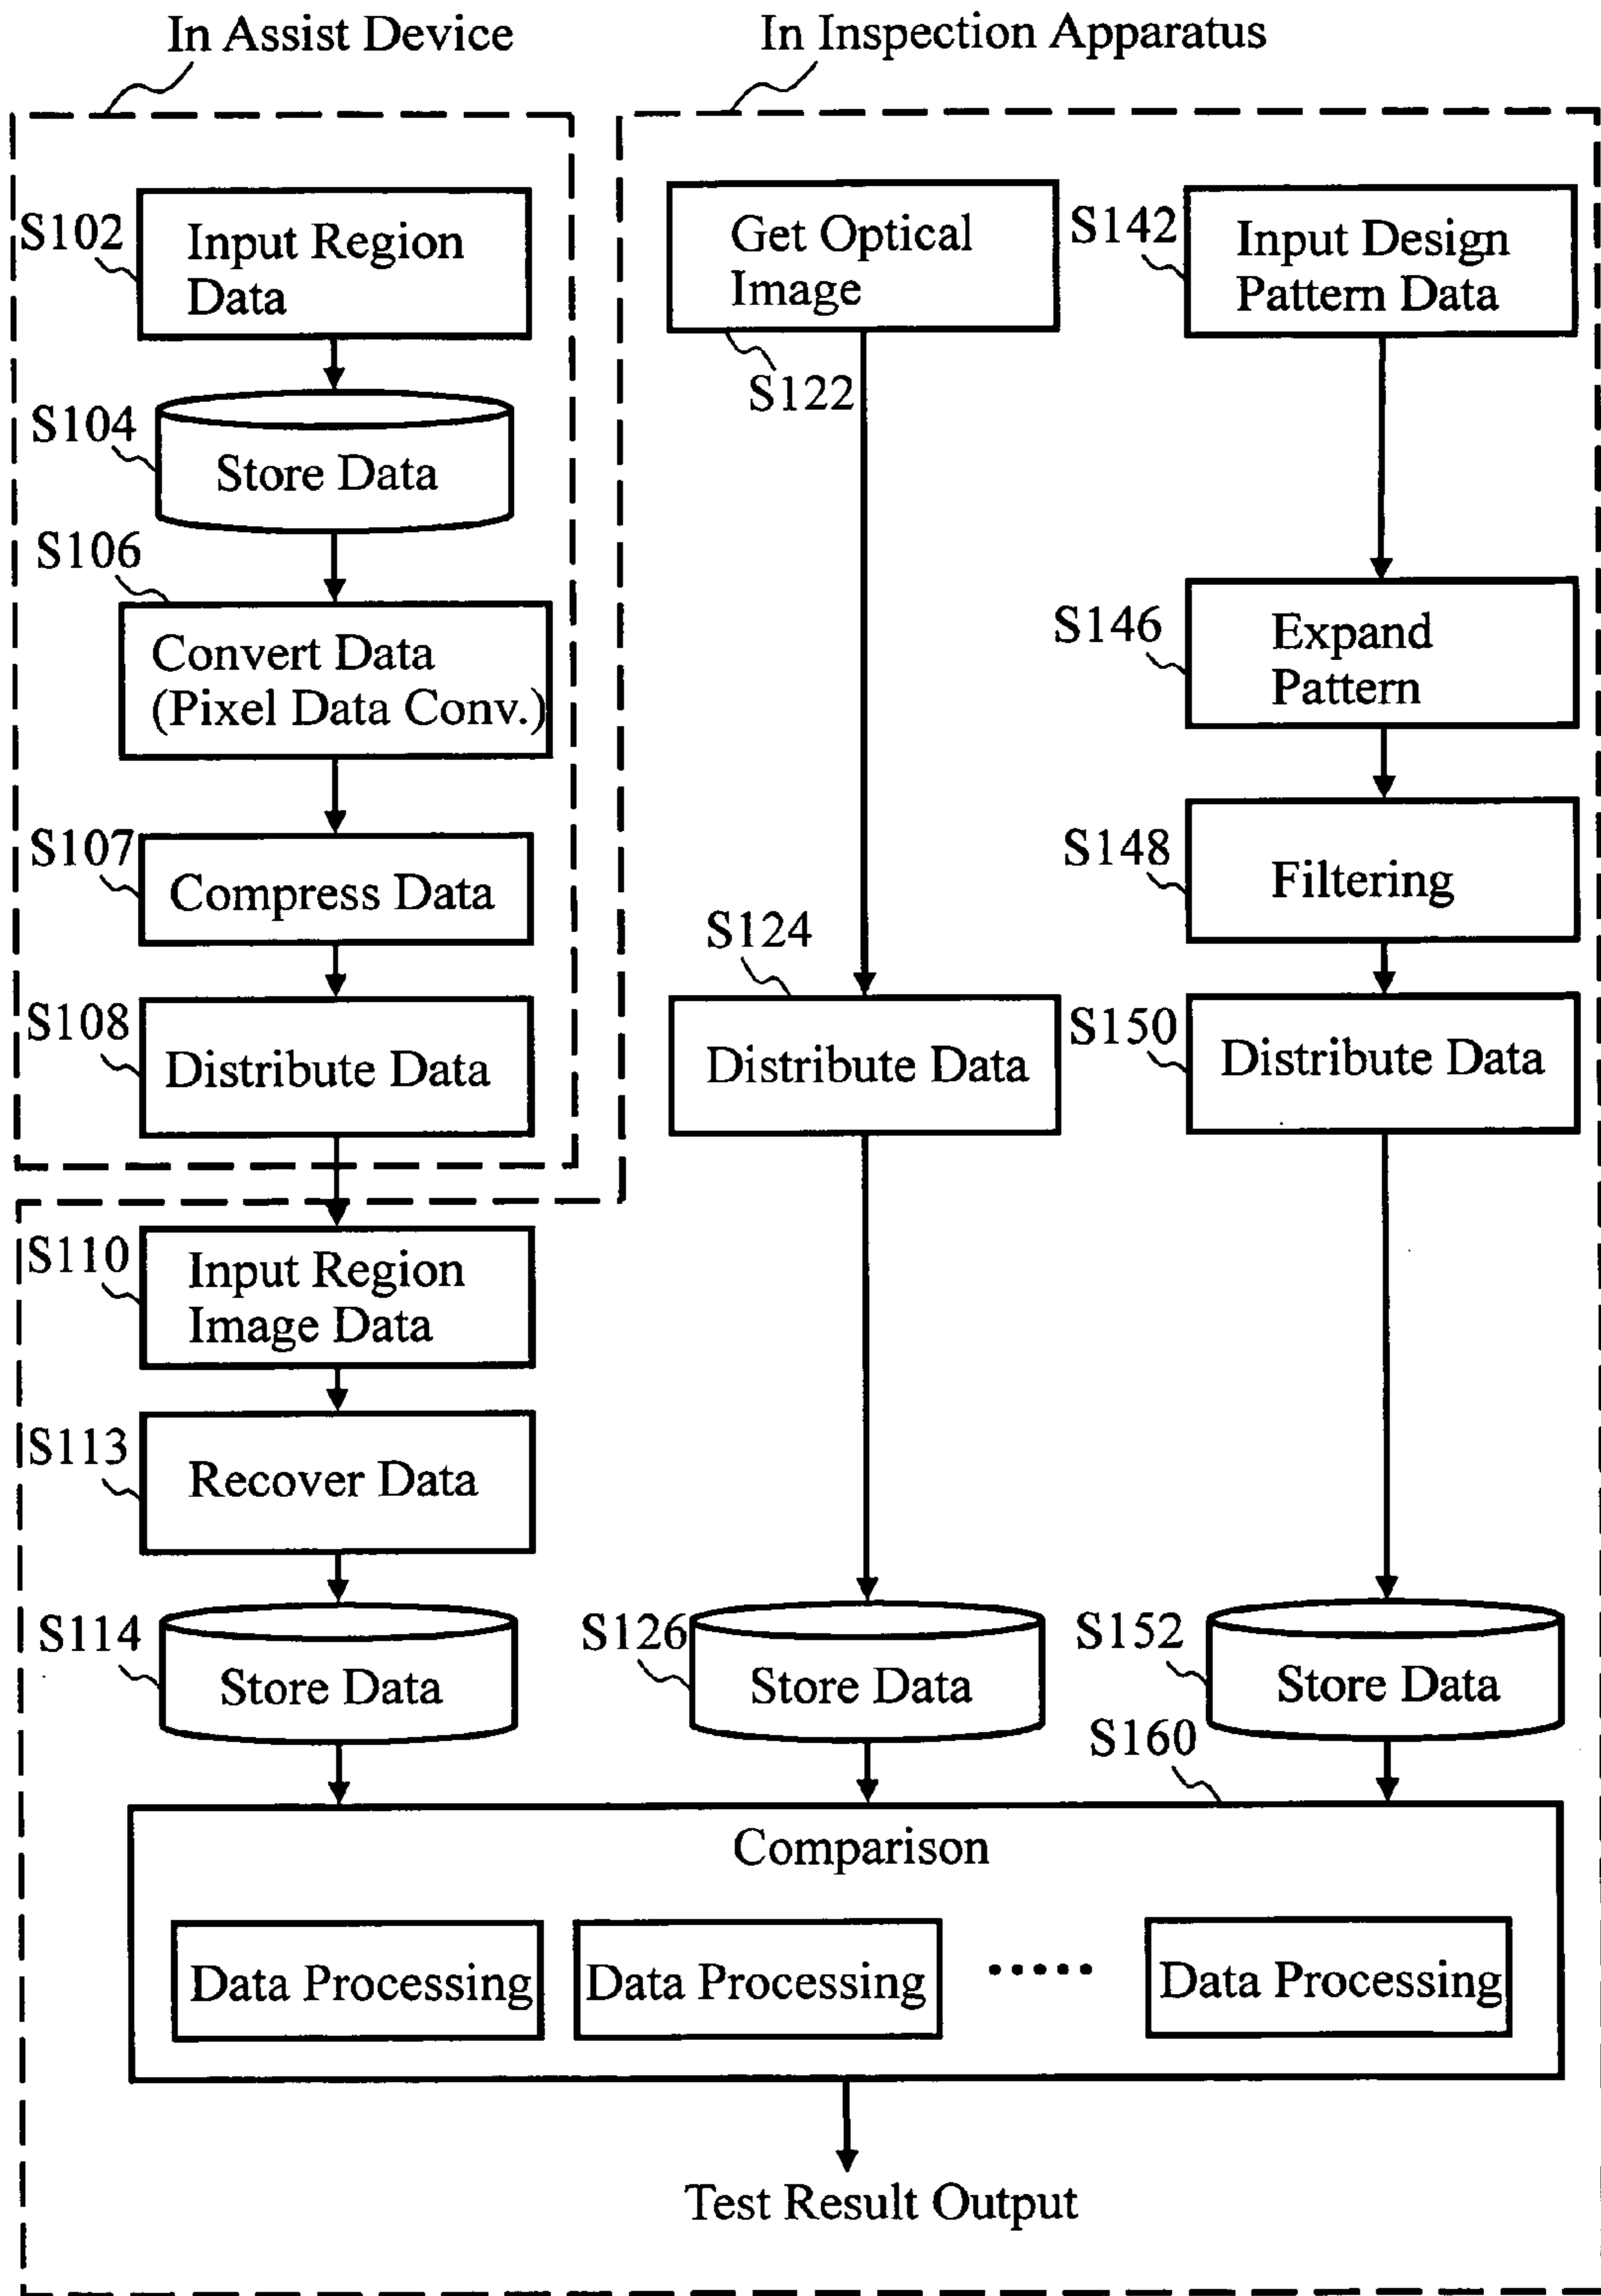 In Assist Device
In Inspection Apparatus
S102
Input Region
Data
S104
Store Data
S106
Convert Data
(Pixel Data Conv.)
S107
Compress Data
S108
Distribute Data
S110
Input Region
Image Data
S113
Recover Data
S114
Store Data
Get Optical
Image
S122
S124
Distribute Data
S126
Store Data
S142
Input Design
Pattern Data
S146
Expand
Pattern
S148
Filtering
S150
Distribute Data
S152
Store Data
S160
Comparison
Data Processing
Data Processing
.....
Data Processing
Test Result Output